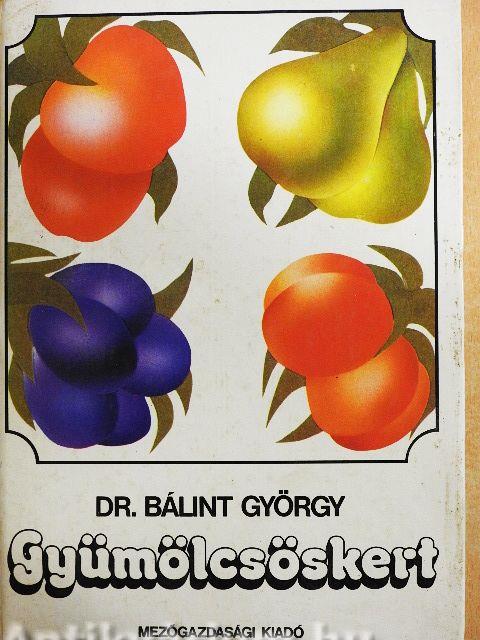 DR. BÁLINT GYÖRGY
Gyümölcsöskert
MEZŐGAZDASÁGI KIADÓ